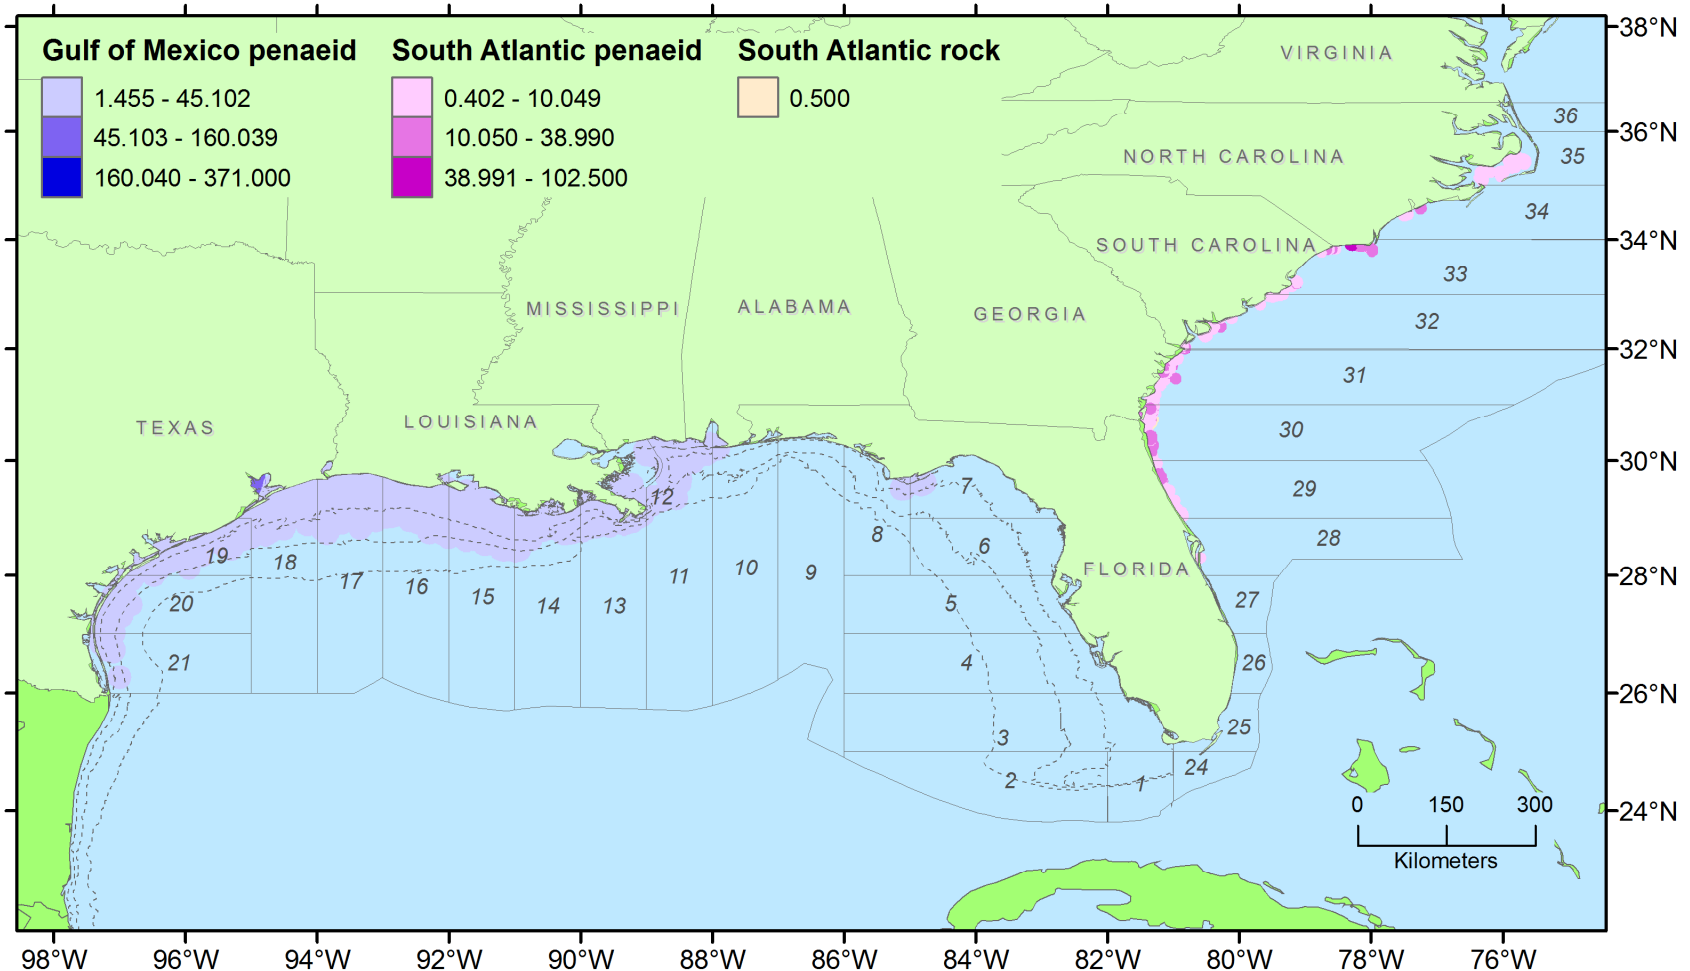 Gulf of Mexico penaeid
1.455 - 45.102
45.103 - 160.039
160.040 - 371.000
South Atlantic penaeid
0.402 - 10.049
10.050 - 38.990
38.991 - 102.500
South Atlantic rock
0.500
38°N
36°N
34°N
32°N
30°N
28°N
26°N
24°N
VIRGINIA
NORTH CAROLINA
SOUTH CAROLINA
MISSISSIPPI
ALABAMA
GEORGIA
TEXAS
LOUISIANA
FLORIDA
36
35
34
33
32
31
30
29
28
27
26
25
24
1
2
3
4
5
6
7
8
9
10
11
12
13
14
15
16
17
18
19
20
21
0 150 300
Kilometers
98°W 96°W 94°W 92°W 90°W 88°W 86°W 84°W 82°W 80°W 78°W 76°W